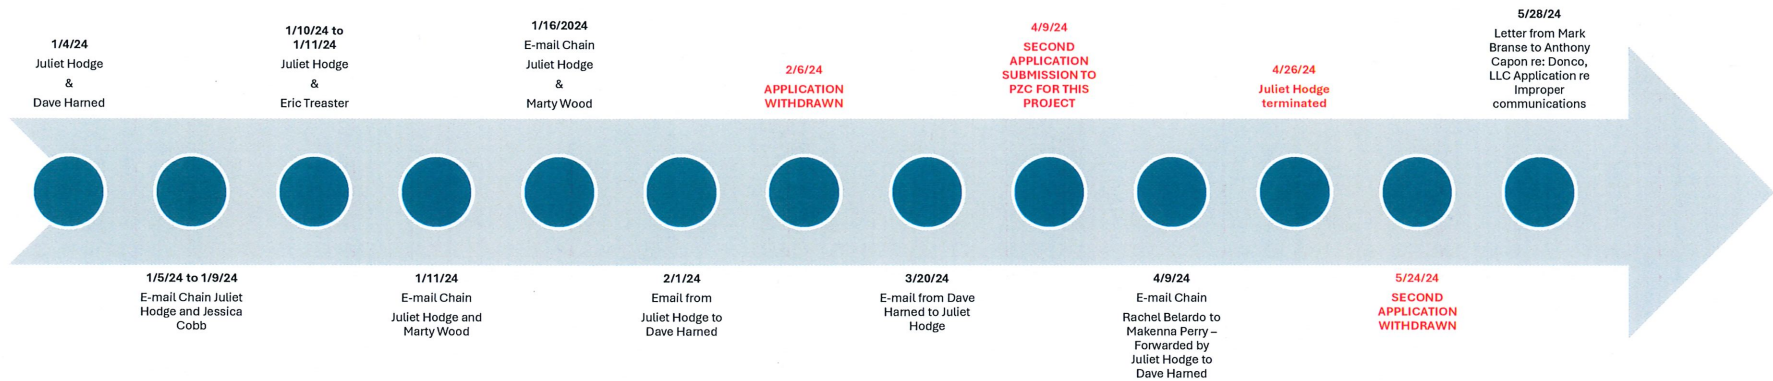 1/4/24
Juliet Hodge
&
Dave Harned
1/5/24 to 1/9/24
E-mail Chain Juliet
Hodge and Jessica
Cobb
1/10/24 to
1/11/24
Juliet Hodge
&
Eric Treaster
1/11/24
E-mail Chain
Juliet Hodge and
Marty Wood
1/16/2024
E-mail Chain
Juliet Hodge
&
Marty Wood
2/1/24
Email from
Juliet Hodge to
Dave Harned
2/6/24
APPLICATION
WITHDRAWN
3/20/24
E-mail from Dave
Harned to Juliet
Hodge
4/9/24
SECOND
APPLICATION
SUBMISSION TO
PZC FOR THIS
PROJECT
4/9/24
E-mail Chain
Rachel Belardo to
Makenna Perry –
Forwarded by
Juliet Hodge to
Dave Harned
4/26/24
Juliet Hodge
terminated
5/24/24
SECOND
APPLICATION
WITHDRAWN
5/28/24
Letter from Mark
Branse to Anthony
Capon re: Donco,
LLC Application re
Improper
communications